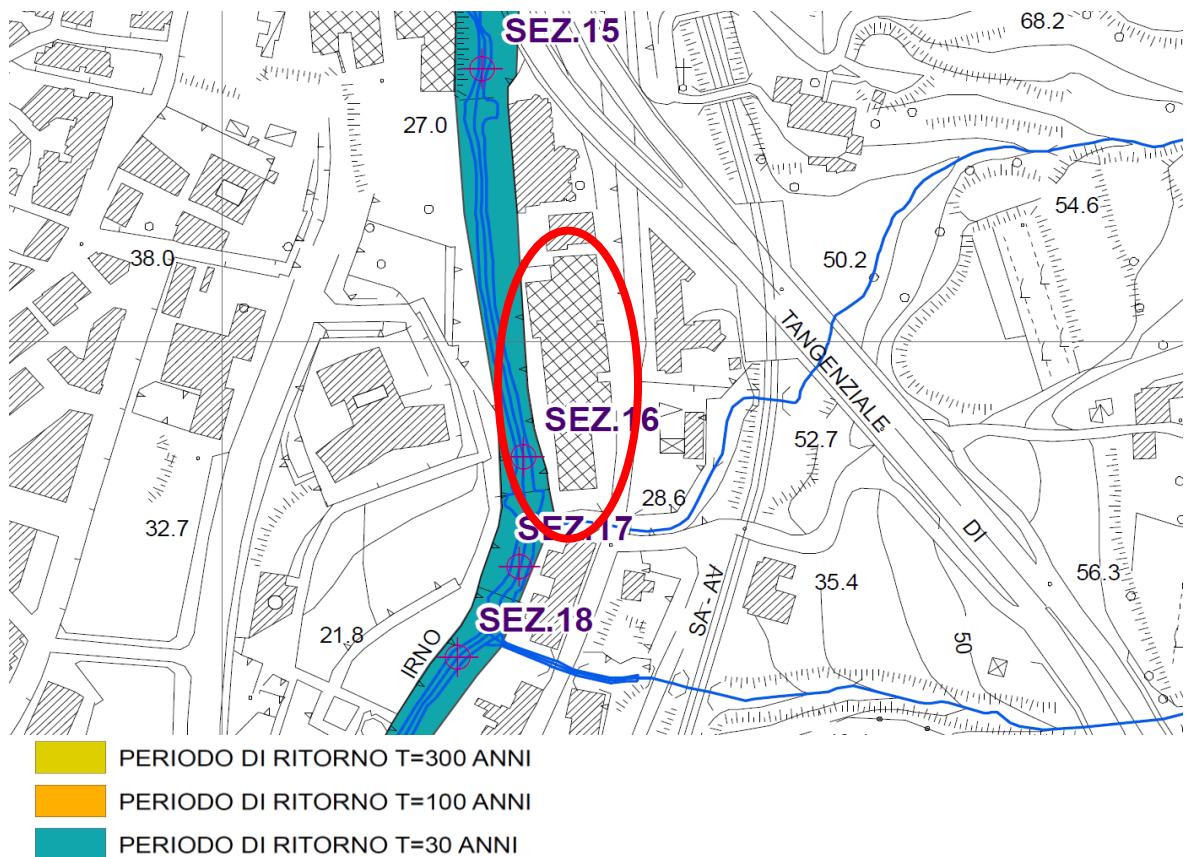 SEZ.15
68.2
27.0
54.6
38.0
50.2
TANGENZIALE
SEZ.16
52.7
28.6
32.7
SEZ.17
DI
56.3
SA - AV
35.4
SEZ.18
21.8
50
IRNO
PERIODO DI RITORNO T=300 ANNI
PERIODO DI RITORNO T=100 ANNI
PERIODO DI RITORNO T=30 ANNI